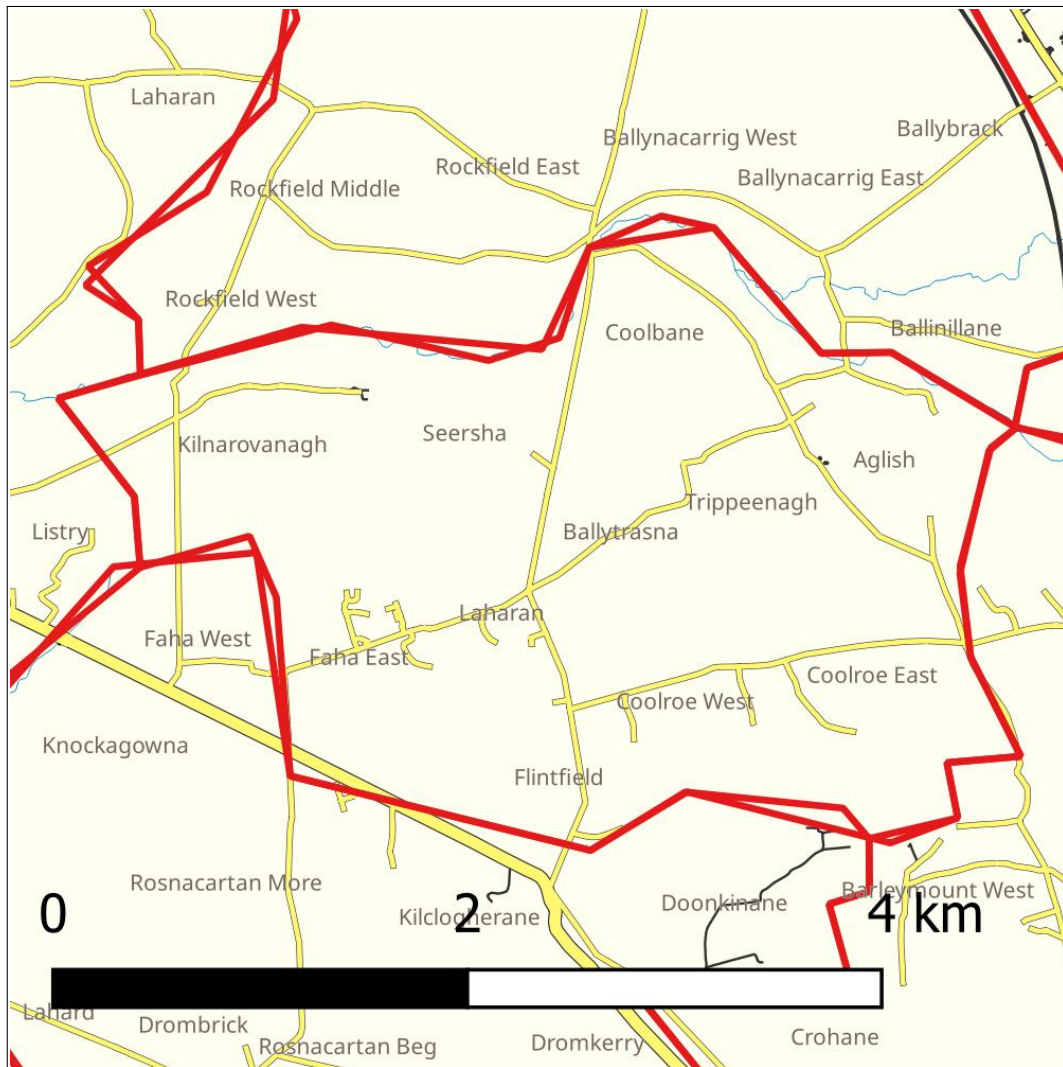 Laharan
Ballybrack
Ballynacarrig West
Rockfield East
Ballynacarrig East
Rockfield Middle
Rockfield West
Coolbane
Ballinillane
Seersha
Kilnarovanagh
Aglish
Trippeenagh
Listry
Ballytrasna
Laharan
Faha West
Faha East
Coolroe East
Coolroe West
Knockagowna
Flintfield
Rosnacartan More
Barleymount West
Doonkinane
Kilclogherane
0 2 4 km
Lahard
Drombrick
Crohane
Dromkerry
Rosnacartan Beg